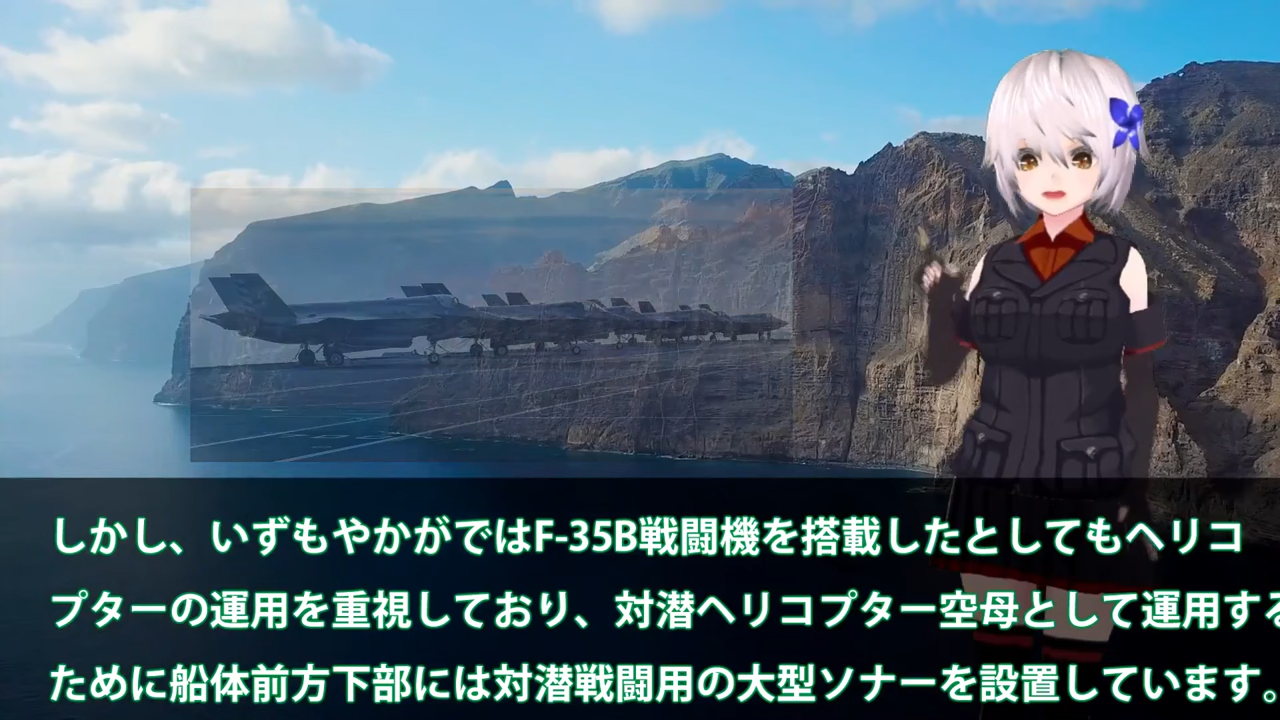 しかし、いずもやかがではF-35B戦闘機を搭載したとしてもヘリコ
プターの運用を重視しており、対潜ヘリコプター空母として運用する
ために船体前方下部には対潜戦闘用の大型ソナーを設置しています。